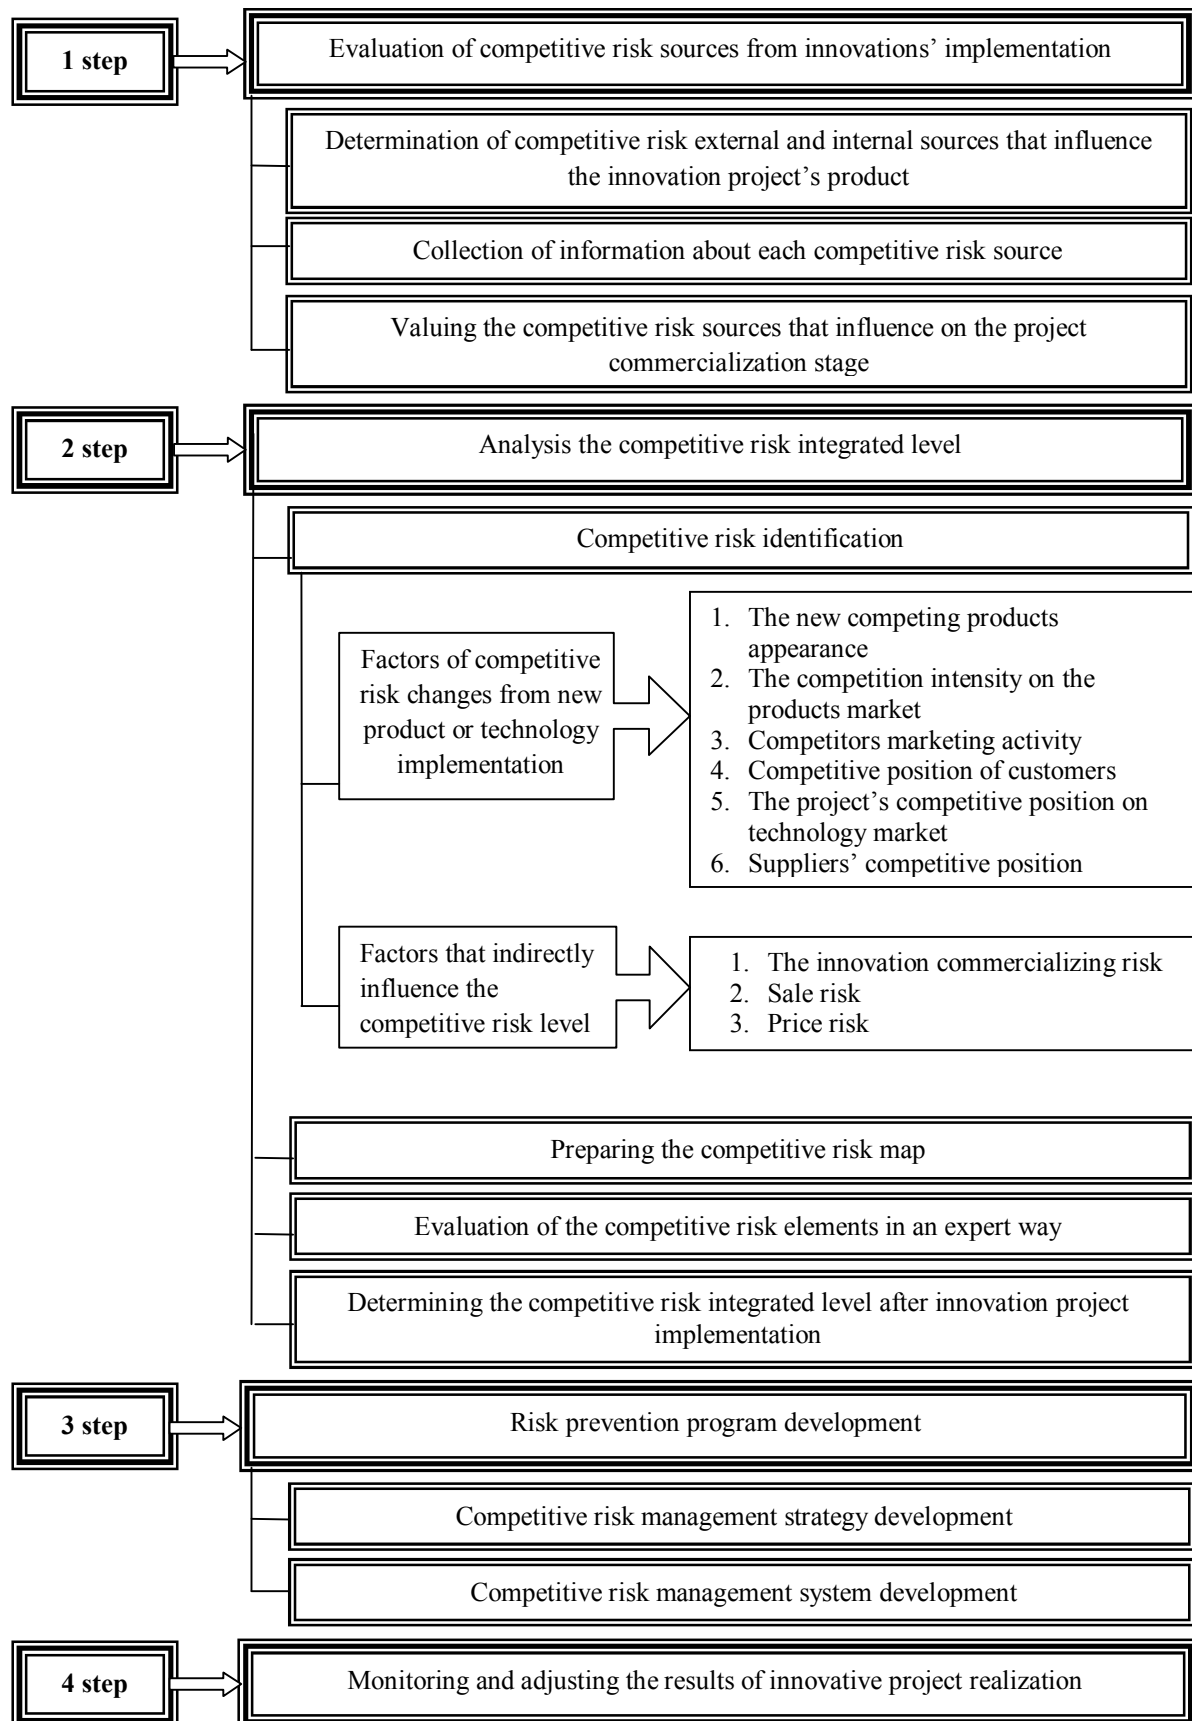 1 step
Evaluation of competitive risk sources from innovations’ implementation
Determination of competitive risk external and internal sources that influence
the innovation project’s product
Collection of information about each competitive risk source
Valuing the competitive risk sources that influence on the project
commercialization stage
2 step
Analysis the competitive risk integrated level
Competitive risk identification
Factors of competitive
risk changes from new
product or technology
implementation
1. The new competing products
appearance
2. The competition intensity on the
products market
3. Competitors marketing activity
4. Competitive position of customers
5. The project’s competitive position on
technology market
6. Suppliers’ competitive position
Factors that indirectly
influence the
competitive risk level
1. The innovation commercializing risk
2. Sale risk
3. Price risk
Preparing the competitive risk map
Evaluation of the competitive risk elements in an expert way
Determining the competitive risk integrated level after innovation project
implementation
3 step
Risk prevention program development
Competitive risk management strategy development
Competitive risk management system development
4 step
Monitoring and adjusting the results of innovative project realization